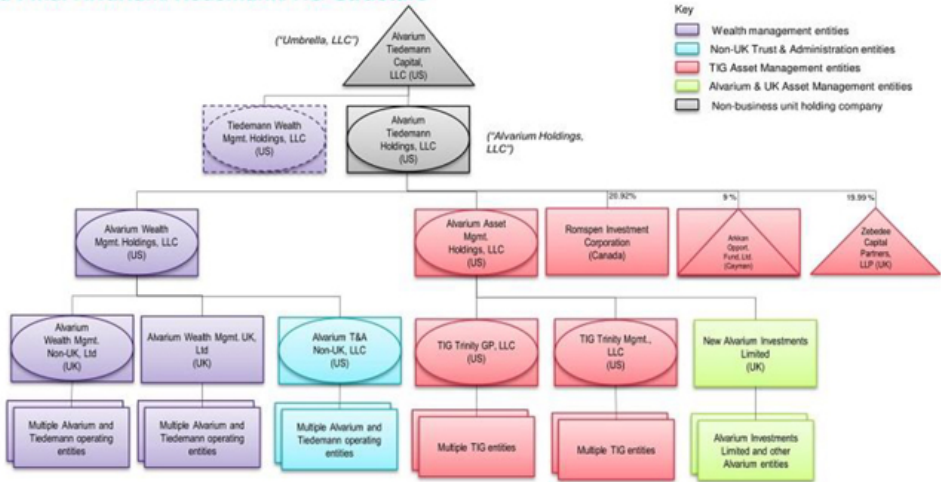 Key
Wealth management entities
Non-UK Trust & Administration entities
TIG Asset Management entities
Alvarium & UK Asset Management entities
Non-business unit holding company
("Umbrella, LLC")
Alvarium
Tiedemann
Capital,
LLC (US)
Tiedemann Wealth
Mgmt. Holdings, LLC
(US)
Alvarium
Tiedemann
Holdings, LLC
(US)
("Alvarium Holdings,
LLC")
20.92%
9 %
19.99 %
Alvarium Wealth
Mgmt. Holdings, LLC
(US)
Alvarium Asset
Mgmt.
Holdings, LLC
(US)
Romspen Investment
Corporation
(Canada)
Arkkan
Opport.
Fund, Ltd.
(Cayman)
Zebedee
Capital
Partners,
LLP (UK)
Alvarium
Wealth Mgmt.
Non-UK, Ltd
(UK)
Alvarium Wealth Mgmt. UK,
Ltd
(UK)
Alvarium T&A
Non-UK, LLC
(US)
TIG Trinity GP, LLC
(US)
TIG Trinity Mgmt.,
LLC
(US)
New Alvarium Investments
Limited
(UK)
Multiple Alvarium and
Tiedemann operating
entities
Multiple Alvarium and
Tiedemann operating
entities
Multiple Alvarium and
Tiedemann operating
entities
Multiple TIG entities
Multiple TIG entities
Alvarium Investments
Limited and other
Alvarium entities